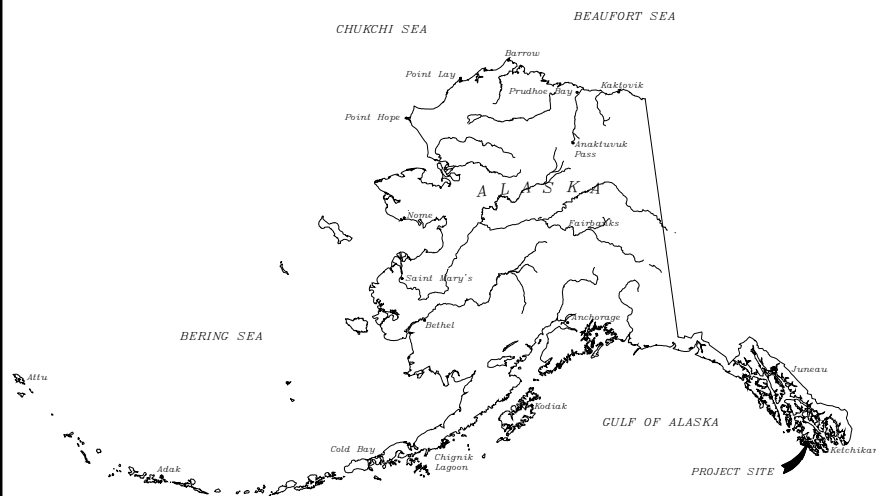 BEAUFORT SEA
CHUKCHI SEA
Barrow
Point Lay
Prudhoe Bay
Kaktovik
Point Hope
Anaktuvuk
Pass
ALASKA
Nome
Fairbanks
Saint Mary's
Anchorage
Bethel
BERING SEA
Juneau
Attu
Kodiak
GULF OF ALASKA
Cold Bay
Ketchikan
Chignik
Lagoon
Adak
PROJECT SITE